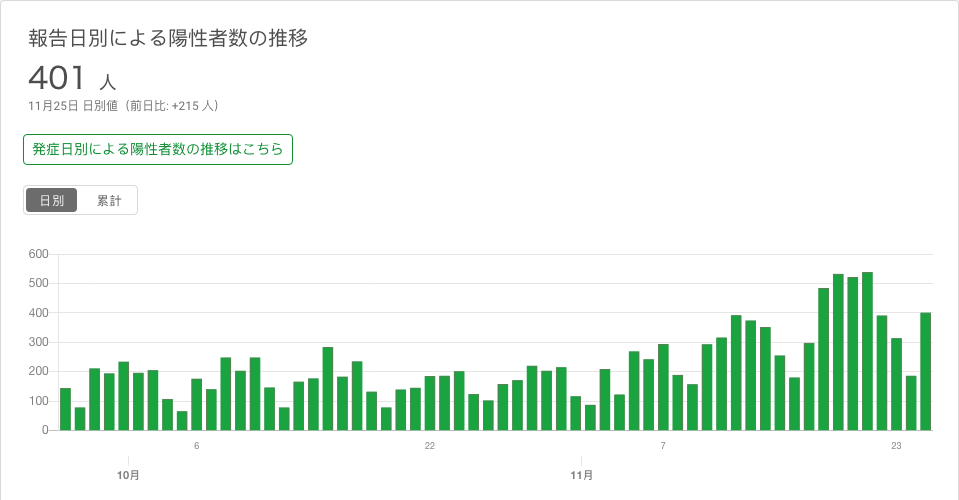 報告日別による陽性者数の推移
401 人
11月25日 日別値（前日比: +215 人）
発症日別による陽性者数の推移はこちら
日別 累計
600
500
400
300
200
100
0
6 22 7 23
10月 11月